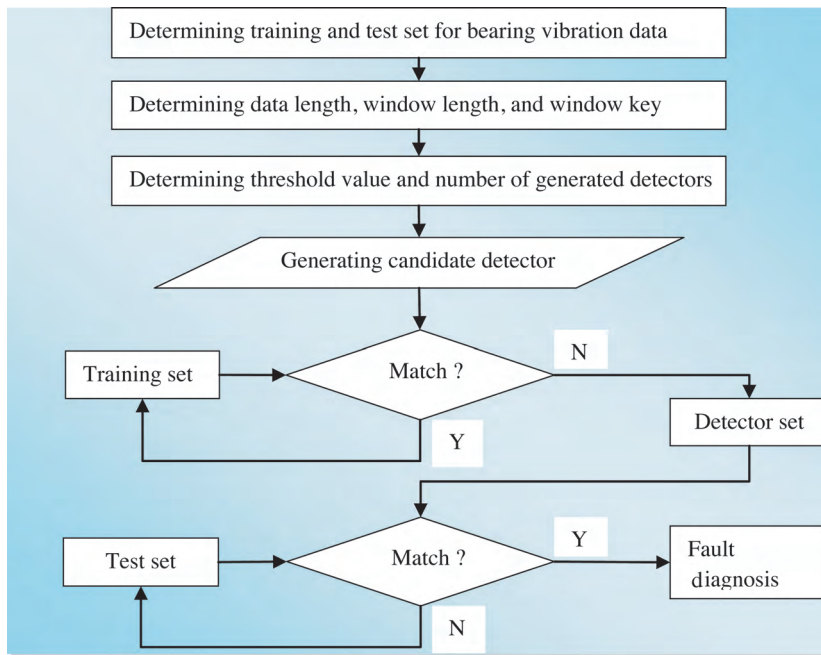 Determining training and test set for bearing vibration data
Determining data length, window length, and window key
Determining threshold value and number of generated detectors
Generating candidate detector
Match ?
N
Training set
Y
Detector set
Match ?
Y
Test set
N
Fault
diagnosis